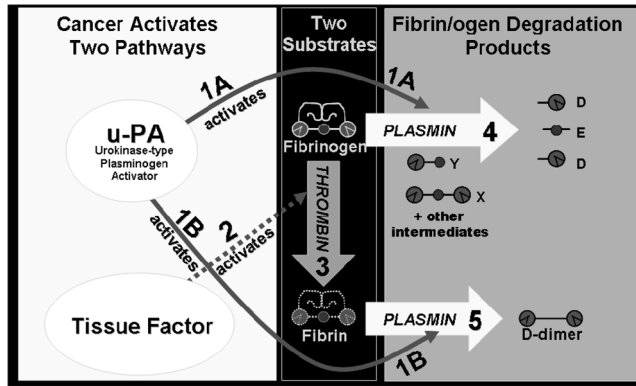 Cancer Activates
Two Pathways
Two
Substrates
Fibrin/ogen Degradation
Products
1A
activates
1A
u-PA
Urokinase-type
Plasminogen
Activator
Fibrinogen
PLASMIN 4
D
E
D
Y
X
+ other
intermediates
1B
activates
2
activates
THROMBIN
3
Tissue Factor
Fibrin
PLASMIN 5
1B
D-dimer